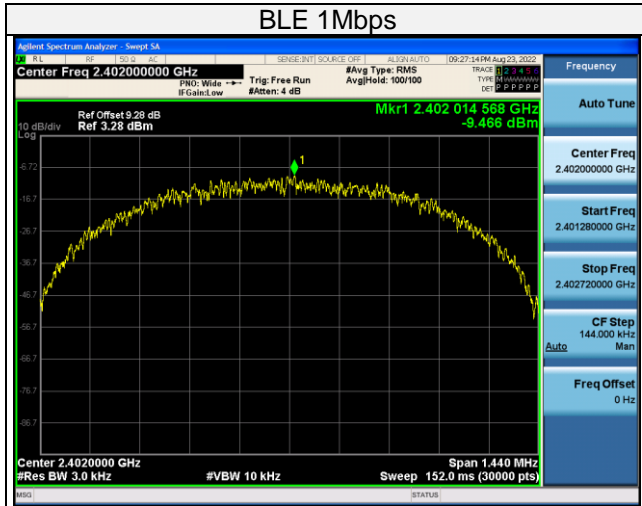 BLE 1Mbps
Agilent Spectrum Analyzer - Swept SA
RL RF 50 Ω AC SENSE:INT SOURCE OFF ALIGN AUTO 09:27:14 PM Aug 23, 2022
Center Freq 2.402000000 GHz
#Avg Type: RMS
TRACE 1 2 3 4 5 6
PNO: Wide
Trig: Free Run
Avg|Hold: 100/100
TYPE M
IFGain:Low
#Atten: 4 dB
DET P P P P P P
Mkr1 2.402 014 568 GHz
-9.466 dBm
Ref Offset 9.28 dB
10 dB/div Ref 3.28 dBm
Log
1
-6.72
-16.7
-26.7
-36.7
-46.7
-56.7
-66.7
-76.7
-86.7
Center 2.4020000 GHz
Span 1.440 MHz
#Res BW 3.0 kHz
#VBW 10 kHz
Sweep 152.0 ms (30000 pts)
MSG
STATUS
Frequency
Auto Tune
Center Freq
2.402000000 GHz
Start Freq
2.401280000 GHz
Stop Freq
2.402720000 GHz
CF Step
144.000 kHz
Auto Man
Freq Offset
0 Hz